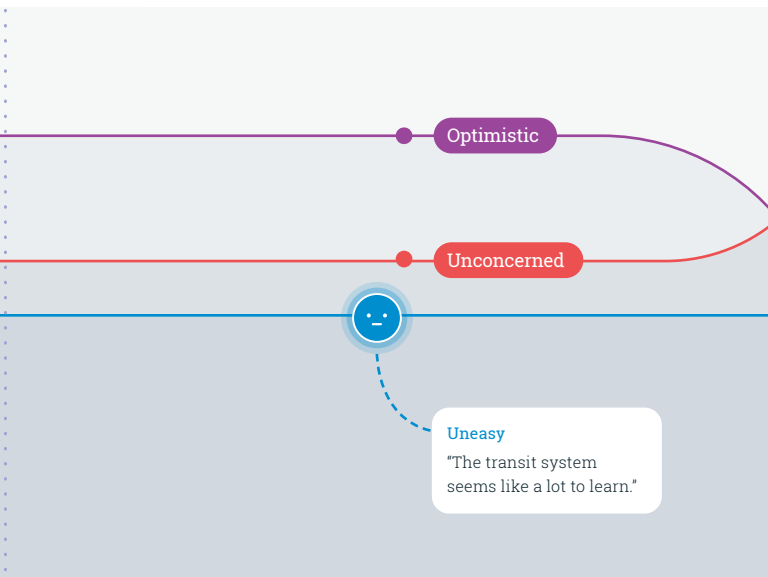 Optimistic
Unconcerned
Uneasy
“The transit system
seems like a lot to learn.”